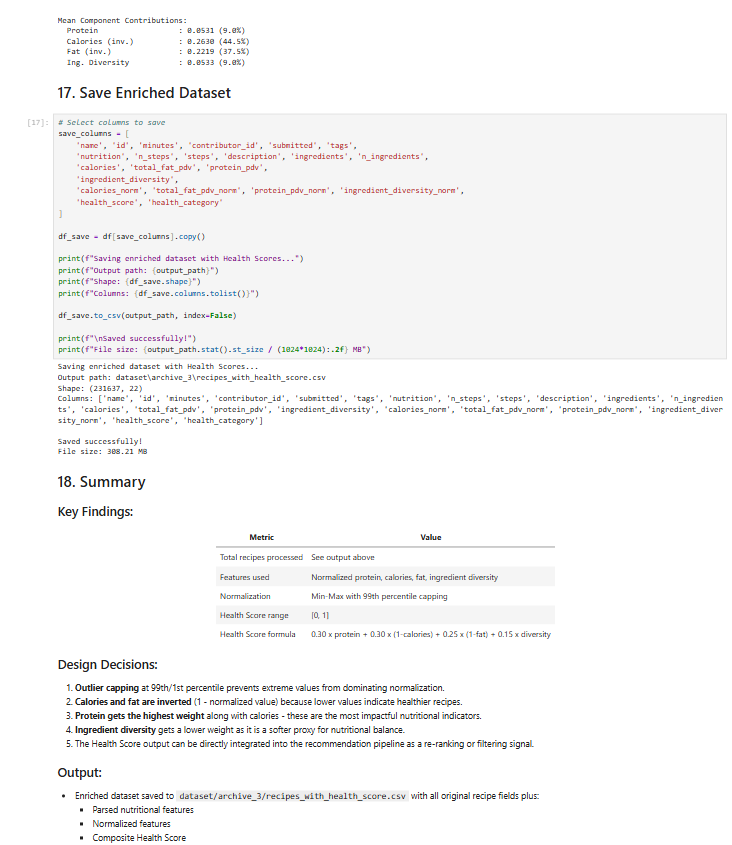 Mean Component Contributions:
Protein : 0.0531 (9.0%)
Calories (inv.) : 0.2630 (44.5%)
Fat (inv.) : 0.2219 (37.5%)
Ing. Diversity : 0.0533 (9.0%)
17. Save Enriched Dataset
[17]: # Select columns to save
save_columns = [
'name', 'id', 'minutes', 'contributor_id', 'submitted', 'tags',
'nutrition', 'n_steps', 'steps', 'description', 'ingredients', 'n_ingredients',
'calories', 'total_fat_pdv', 'protein_pdv',
'ingredient_diversity',
'calories_norm', 'total_fat_pdv_norm', 'protein_pdv_norm', 'ingredient_diversity_norm',
'health_score', 'health_category'
]
df_save = df[save_columns].copy()
print(f"Saving enriched dataset with Health Scores...")
print(f"Output path: {output_path}")
print(f"Shape: {df_save.shape}")
print(f"Columns: {df_save.columns.tolist()}")
df_save.to_csv(output_path, index=False)
print(f"\nSaved successfully!")
print(f"File size: {output_path.stat().st_size / (1024*1024):.2f} MB")
Saving enriched dataset with Health Scores...
Output path: dataset\archive_3\recipes_with_health_score.csv
Shape: (231637, 22)
Columns: ['name', 'id', 'minutes', 'contributor_id', 'submitted', 'tags', 'nutrition', 'n_steps', 'steps', 'description', 'ingredients', 'n_ingredien
ts', 'calories', 'total_fat_pdv', 'protein_pdv', 'ingredient_diversity', 'calories_norm', 'total_fat_pdv_norm', 'protein_pdv_norm', 'ingredient_diver
sity_norm', 'health_score', 'health_category']
Saved successfully!
File size: 308.21 MB
18. Summary
Key Findings:
Metric Value
Total recipes processed See output above
Features used Normalized protein, calories, fat, ingredient diversity
Normalization Min-Max with 99th percentile capping
Health Score range [0, 1]
Health Score formula 0.30 x protein + 0.30 x (1-calories) + 0.25 x (1-fat) + 0.15 x diversity
Design Decisions:
1. Outlier capping at 99th/1st percentile prevents extreme values from dominating normalization.
2. Calories and fat are inverted (1 - normalized value) because lower values indicate healthier recipes.
3. Protein gets the highest weight along with calories - these are the most impactful nutritional indicators.
4. Ingredient diversity gets a lower weight as it is a softer proxy for nutritional balance.
5. The Health Score output can be directly integrated into the recommendation pipeline as a re-ranking or filtering signal.
Output:
• Enriched dataset saved to dataset/archive_3/recipes_with_health_score.csv with all original recipe fields plus:
▪ Parsed nutritional features
▪ Normalized features
▪ Composite Health Score